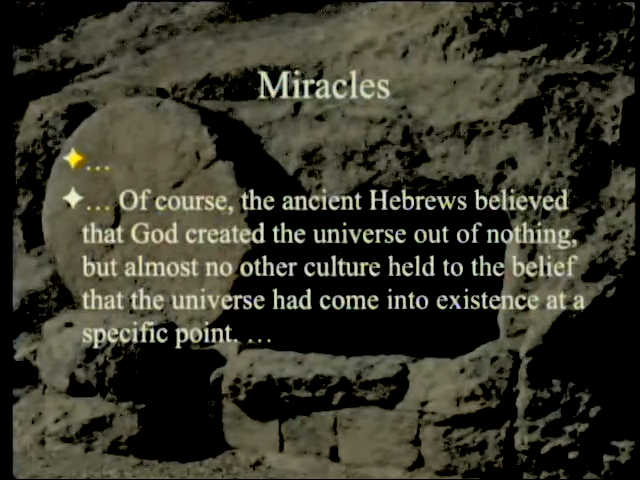 Miracles
…
… Of course, the ancient Hebrews believed
that God created the universe out of nothing,
but almost no other culture held to the belief
that the universe had come into existence at a
specific point. …